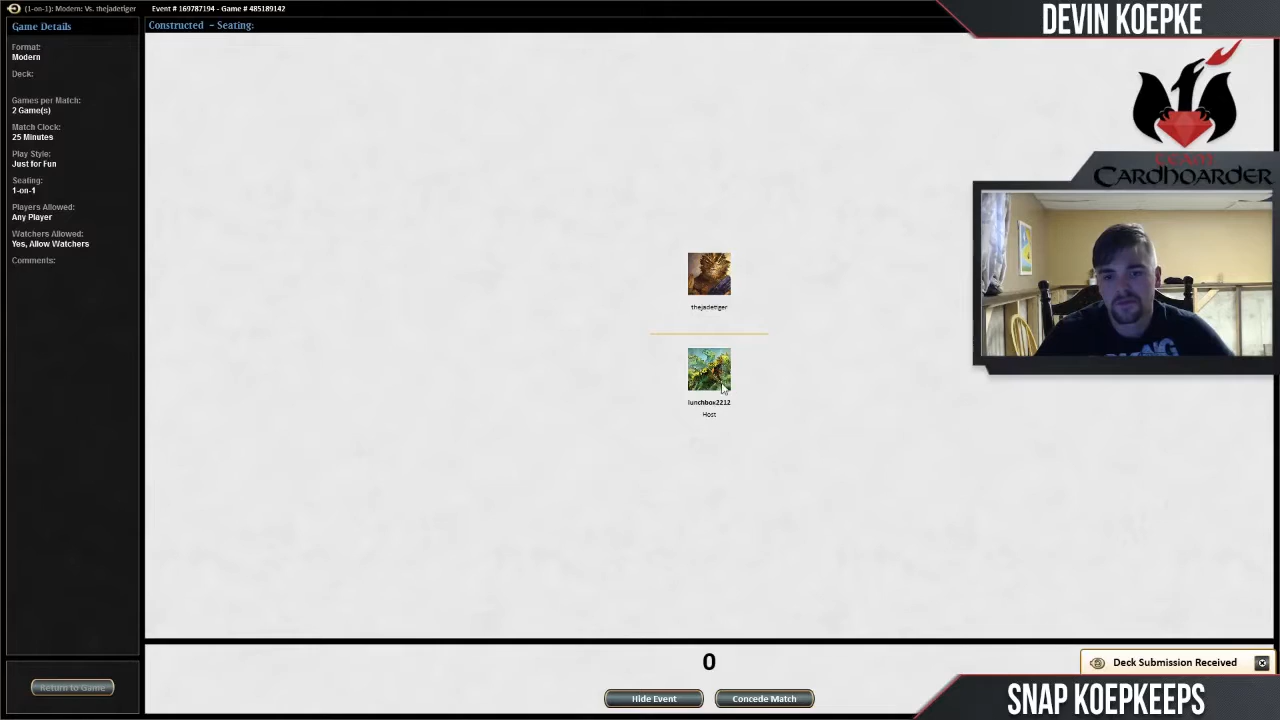 (1-on-1): Modern: Vs. thejadetiger
Event # 169787194 - Game # 485189142
DEVIN KOEPKE
Game Details
Constructed - Seating:
Format:
Modern
Deck:
Games per Match:
2 Game(s)
Match Clock:
25 Minutes
Play Style:
Just for Fun
Seating:
1-on-1
Players Allowed:
Any Player
Watchers Allowed:
Yes, Allow Watchers
Comments:
TEAM
CARDHOARDER
thejadetiger
lunchbox2212
Host
0
Deck Submission Received
Return to Game
Hide Event
Concede Match
SNAP KOEPKEEPS